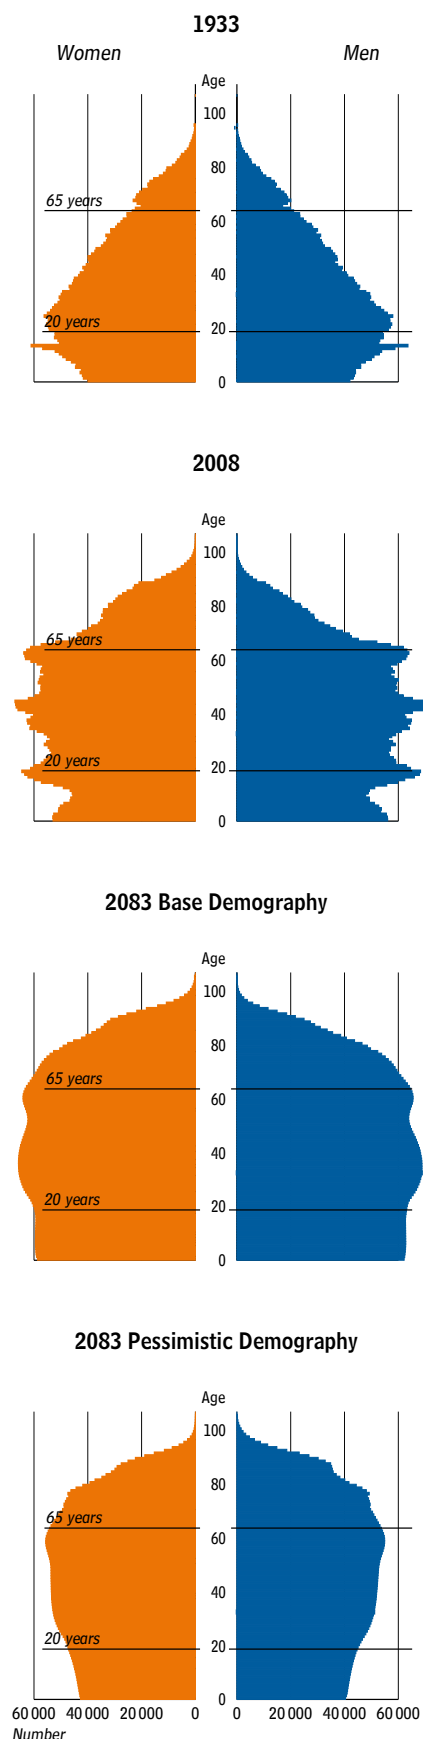 1933
Women Men
Age
100
80
65 years
60
40
20 years
20
0
2008
Age
100
80
65 years
60
40
20 years
20
0
2083 Base Demography
Age
100
80
65 years
60
40
20 years
20
0
2083 Pessimistic Demography
Age
100
80
65 years
60
40
20 years
20
0
60 000 40 000 20 000 0 0 20 000 40 000 60 000
Number